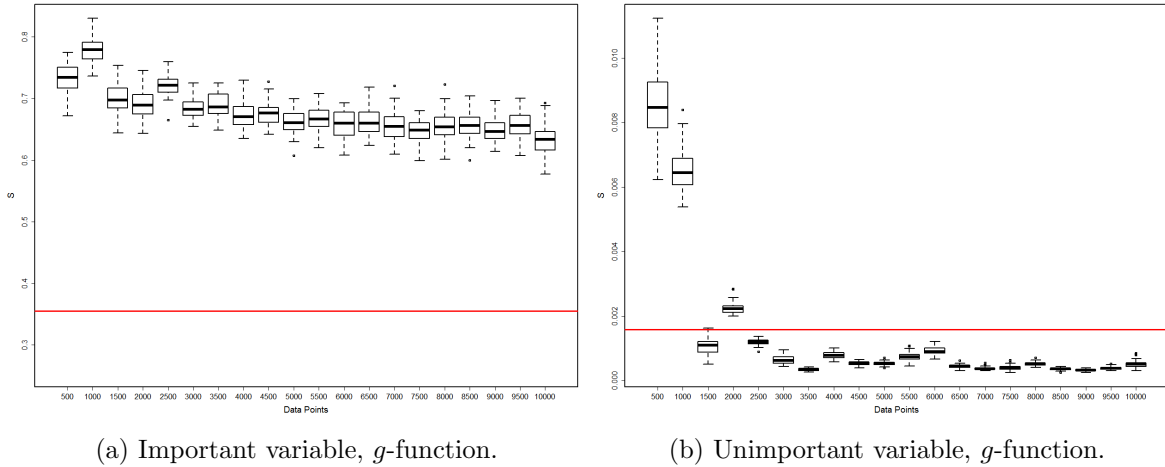 0.8
0.7
0.6
0.5
0.4
0.3
S
500 1000 1500 2000 2500 3000 3500 4000 4500 5000 5500 6000 6500 7000 7500 8000 8500 9000 9500 10000
Data Points
(a) Important variable, g-function.
0.010
0.008
0.006
0.004
0.002
0.000
S
500 1000 1500 2000 2500 3000 3500 4000 4500 5000 5500 6000 6500 7000 7500 8000 8500 9000 9500 10000
Data Points
(b) Unimportant variable, g-function.